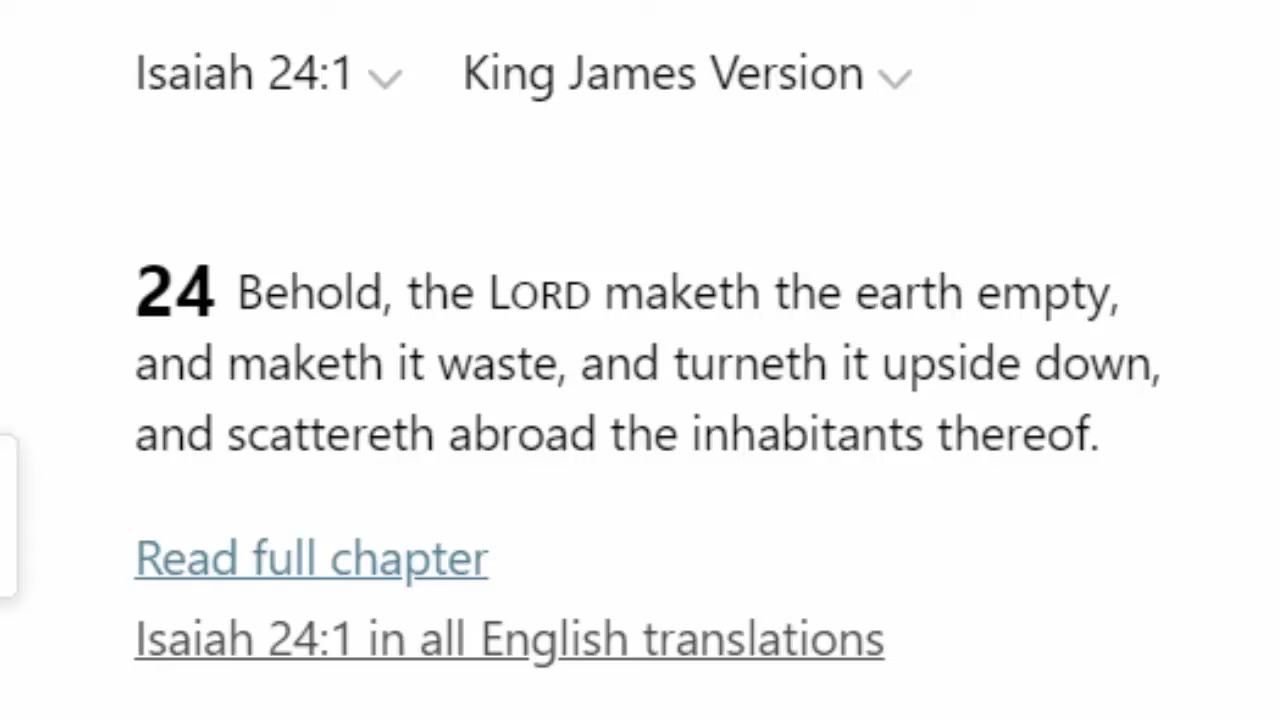 Isaiah 24:1 King James Version
24 Behold, the LORD maketh the earth empty,
and maketh it waste, and turneth it upside down,
and scattereth abroad the inhabitants thereof.
Read full chapter
Isaiah 24:1 in all English translations